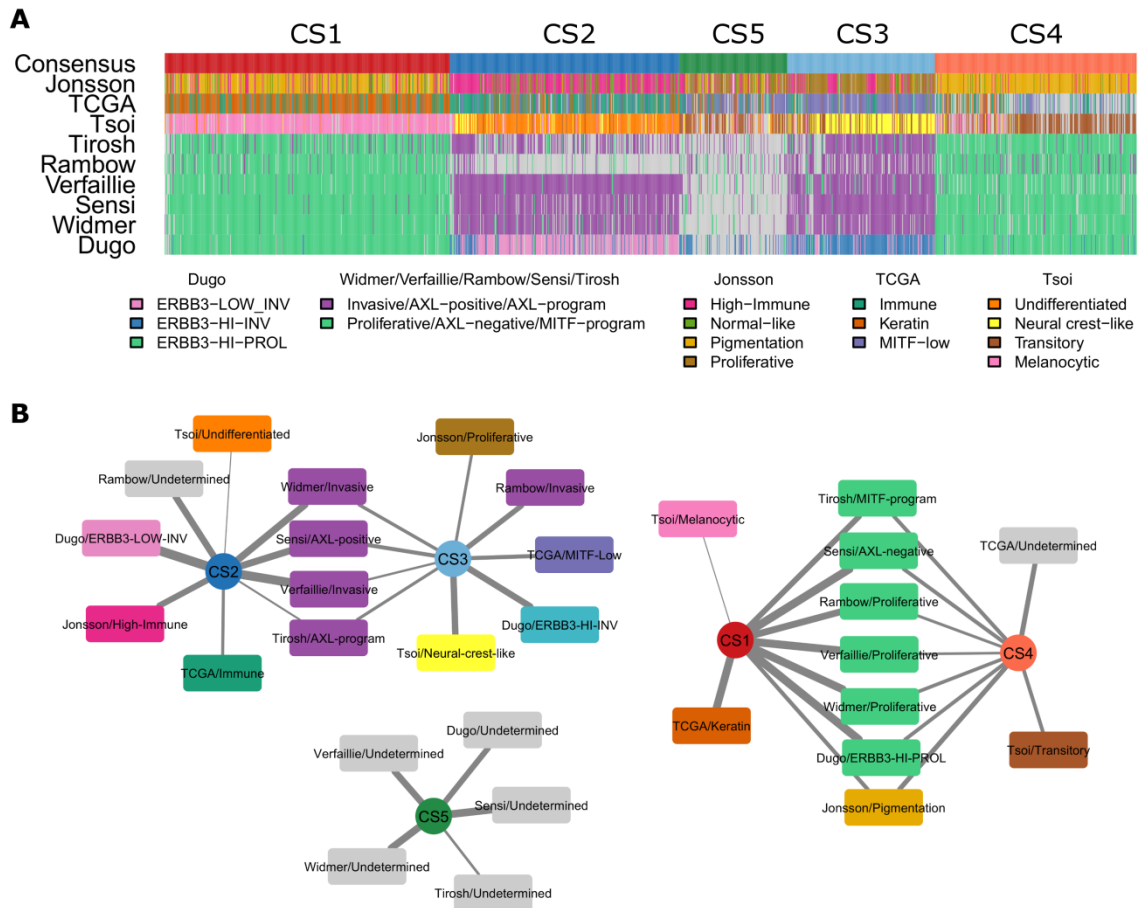 A
CS1 CS2 CS5 CS3 CS4
Consensus
Jonsson
TCGA
Tsoi
Tirosh
Rambow
Verfaillie
Sensi
Widmer
Dugo
Dugo Widmer/Verfaillie/Rambow/Sensi/Tirosh Jonsson TCGA Tsoi
ERBB3−LOW_INV Invasive/AXL−positive/AXL−program High−Immune Immune Undifferentiated
ERBB3−HI−INV Proliferative/AXL−negative/MITF−program Normal−like Keratin Neural crest−like
ERBB3−HI−PROL Pigmentation MITF−low Transitory
Proliferative Melanocytic
B
Tsoi/Undifferentiated
Jonsson/Proliferative
Rambow/Undetermined
Widmer/Invasive
Rambow/Invasive
Dugo/ERBB3-LOW-INV
Sensi/AXL-positive
TCGA/MITF-Low
CS2
CS3
Verfaillie/Invasive
Jonsson/High-Immune
Tirosh/AXL-program
Dugo/ERBB3-HI-INV
Tsoi/Neural-crest-like
TCGA/Immune
Tirosh/MITF-program
Tsoi/Melanocytic
Sensi/AXL-negative
TCGA/Undetermined
Rambow/Proliferative
CS1
CS4
Verfaillie/Proliferative
Widmer/Proliferative
TCGA/Keratin
Dugo/ERBB3-HI-PROL
Tsoi/Transitory
Jonsson/Pigmentation
Dugo/Undetermined
Verfaillie/Undetermined
Sensi/Undetermined
CS5
Widmer/Undetermined
Tirosh/Undetermined